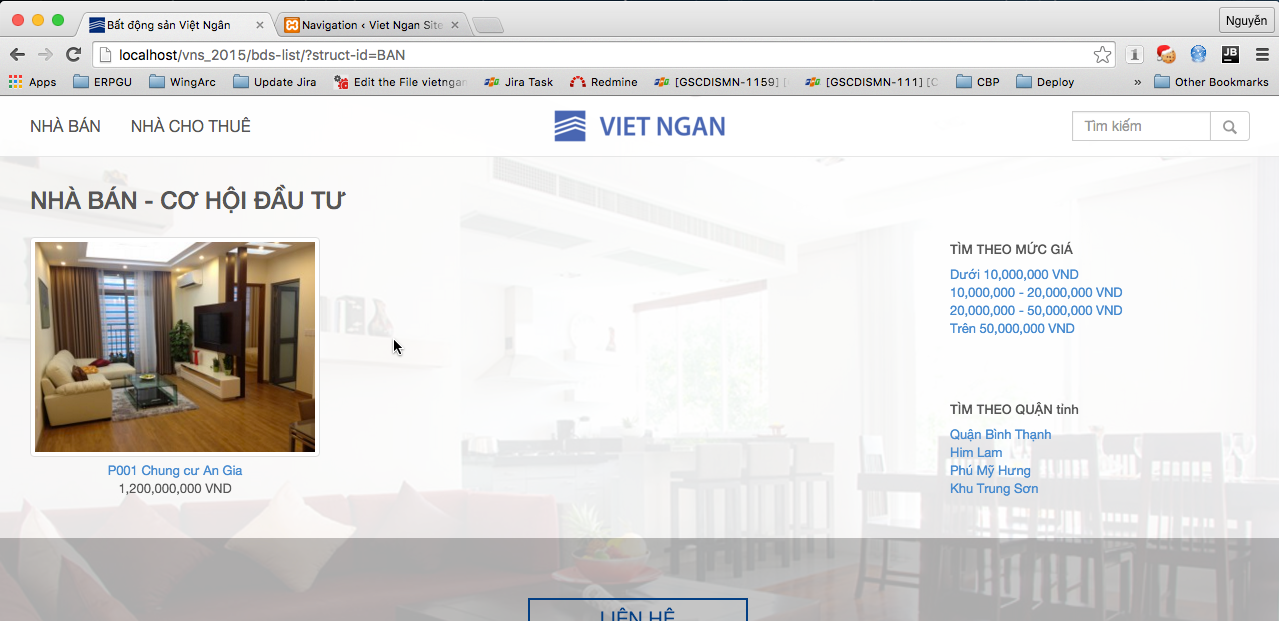 Bất động sản Việt Ngân
Navigation ‹ Viet Ngan Site
Nguyễn
localhost/vns_2015/bds-list/?struct-id=BAN
Apps ERPGU WingArc Update Jira Edit the File vietngan Jira Task Redmine [GSCDISMN-1159] [ [GSCDISMN-111] [C CBP Deploy » Other Bookmarks
NHÀ BÁN NHÀ CHO THUÊ VIET NGAN Tìm kiếm
NHÀ BÁN - CƠ HỘI ĐẦU TƯ
P001 Chung cư An Gia
1,200,000,000 VND
TÌM THEO MỨC GIÁ
Dưới 10,000,000 VND
10,000,000 - 20,000,000 VND
20,000,000 - 50,000,000 VND
Trên 50,000,000 VND
TÌM THEO QUẬN tỉnh
Quận Bình Thạnh
Him Lam
Phú Mỹ Hưng
Khu Trung Sơn
LIÊN HỆ